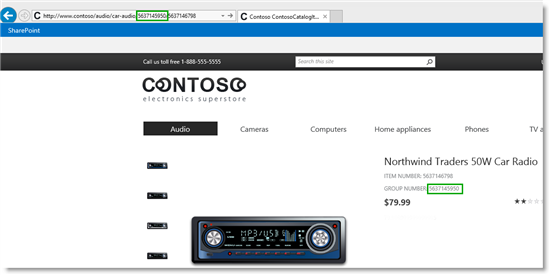 http://www.contoso/audio/car-audio/5637145950/5637146798
Contoso ContosoCatalogIt...
SharePoint
Call us toll free 1-888-555-5555
Search this site
CONTOSO
electronics superstore
Audio
Cameras
Computers
Home appliances
Phones
TV a
Northwind Traders 50W Car Radio
ITEM NUMBER: 5637146798
GROUP NUMBER: 5637145950
$79.99
MP3/USB